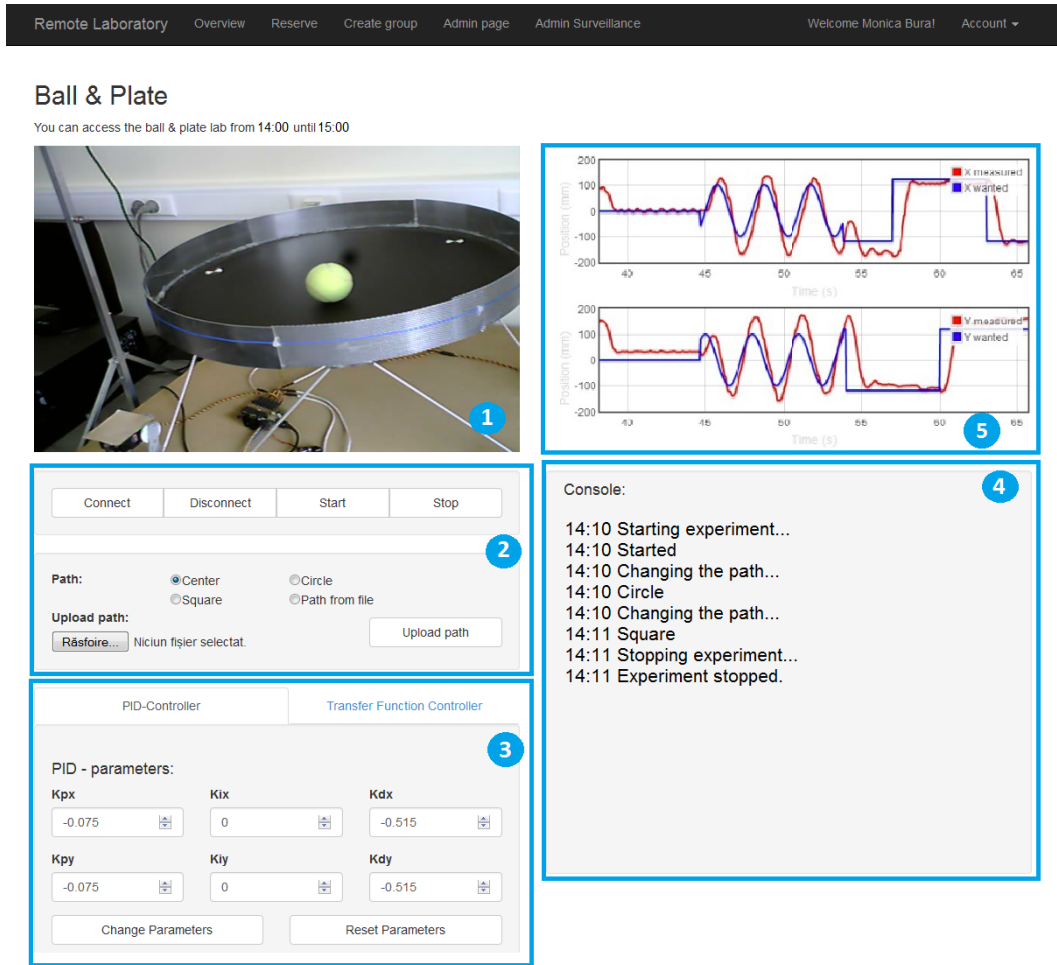 Remote Laboratory Overview Reserve Create group Admin page Admin Surveillance Welcome Monica Bura! Account
Ball & Plate
You can access the ball & plate lab from 14:00 until 15:00
1
200
100
0
-100
-200
Position (mm)
X measured
X wanted
40 45 50 55 60 65
Time (s)
200
100
0
-100
-200
Position (mm)
Y measured
Y wanted
40 45 50 55 60 65
Time (s)
5
Connect Disconnect Start Stop
2
Path: Center Circle
Square Path from file
Upload path:
Răsfoire... Niciun fișier selectat. Upload path
PID-Controller Transfer Function Controller
3
PID - parameters:
Kpx Kix Kdx
-0.075 0 -0.515
Kpy Kiy Kdy
-0.075 0 -0.515
Change Parameters Reset Parameters
Console:
4
14:10 Starting experiment...
14:10 Started
14:10 Changing the path...
14:10 Circle
14:10 Changing the path...
14:11 Square
14:11 Stopping experiment...
14:11 Experiment stopped.